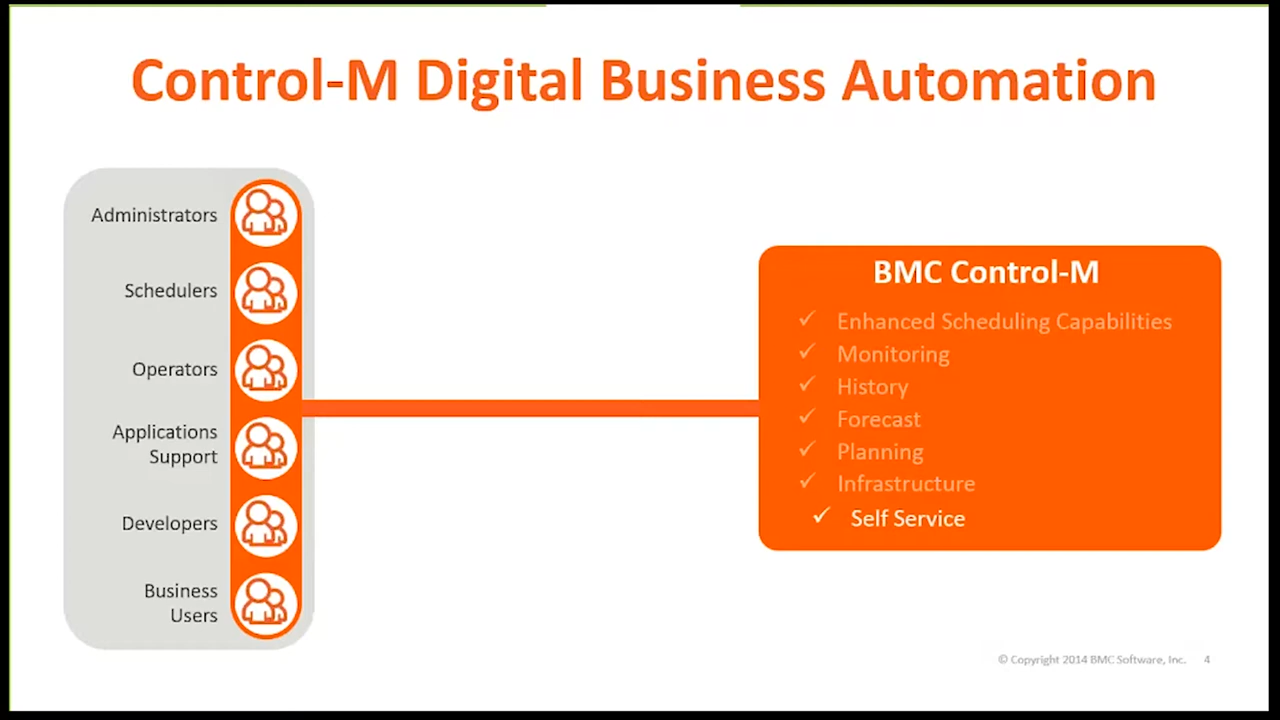 Control-M Digital Business Automation
Administrators
Schedulers
Operators
Applications
Support
Developers
Business
Users
BMC Control-M
✓ Enhanced Scheduling Capabilities
✓ Monitoring
✓ History
✓ Forecast
✓ Planning
✓ Infrastructure
✓ Self Service
© Copyright 2014 BMC Software, Inc. 4